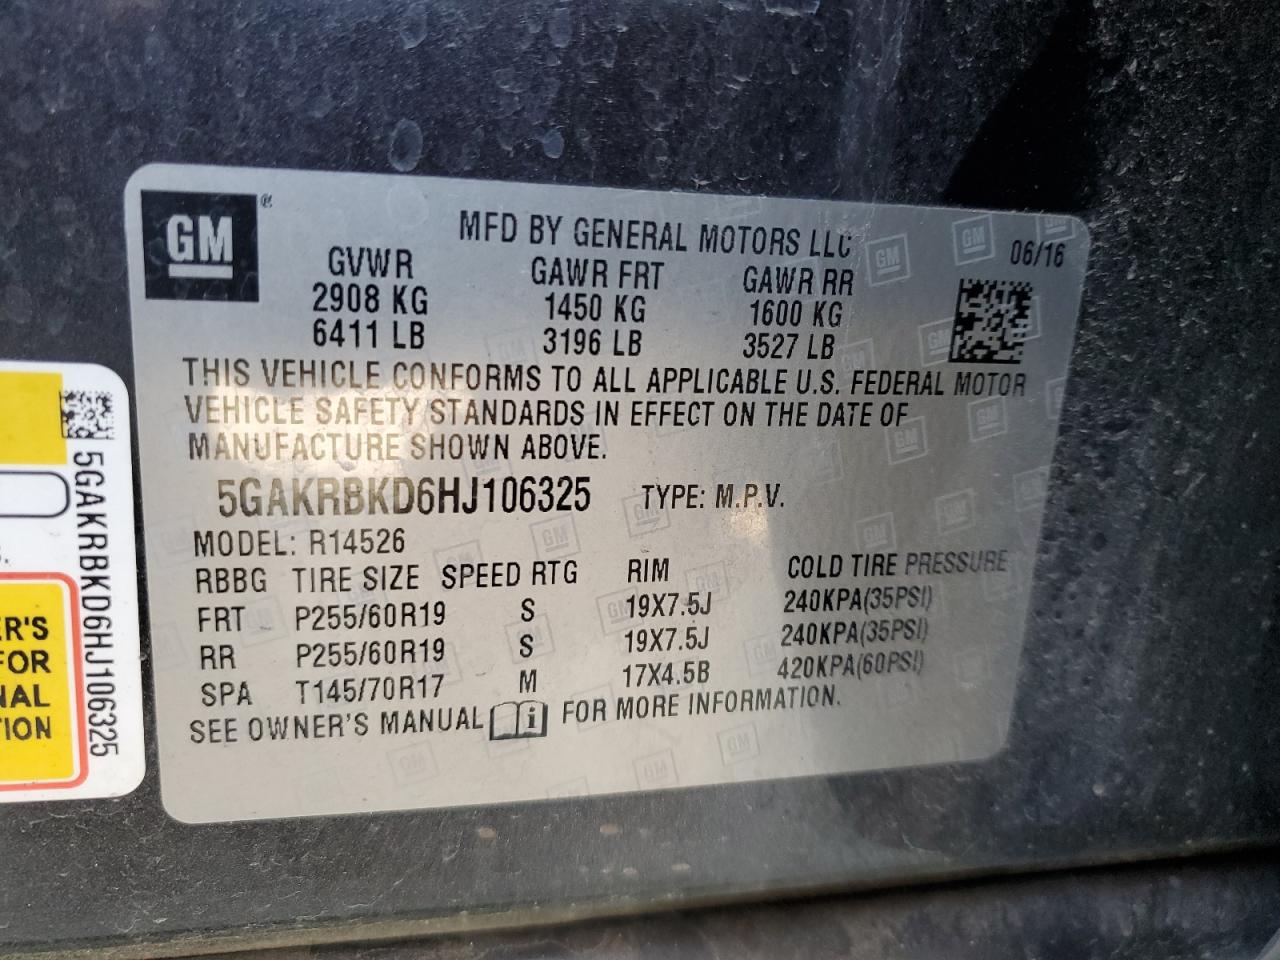 GM ®
MFD BY GENERAL MOTORS LLC
06/16
GVWR GAWR FRT GAWR RR
2908 KG 1450 KG 1600 KG
6411 LB 3196 LB 3527 LB
THIS VEHICLE CONFORMS TO ALL APPLICABLE U.S. FEDERAL MOTOR
VEHICLE SAFETY STANDARDS IN EFFECT ON THE DATE OF
MANUFACTURE SHOWN ABOVE.
5GAKRBKD6HJ106325 TYPE: M.P.V.
MODEL: R14526
RBBG TIRE SIZE SPEED RTG RIM COLD TIRE PRESSURE
FRT P255/60R19 S 19X7.5J 240KPA(35PSI)
RR P255/60R19 S 19X7.5J 240KPA(35PSI)
SPA T145/70R17 M 17X4.5B 420KPA(60PSI)
SEE OWNER'S MANUAL i FOR MORE INFORMATION.
5GAKRBKD6HJ106325
ER'S
FOR
NAL
TION